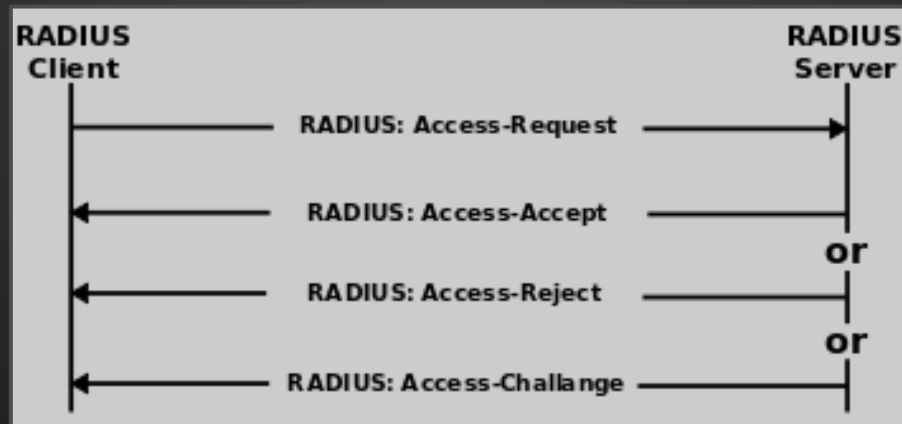 RADIUS
Client
RADIUS
Server
RADIUS: Access-Request
RADIUS: Access-Accept
or
RADIUS: Access-Reject
or
RADIUS: Access-Challange